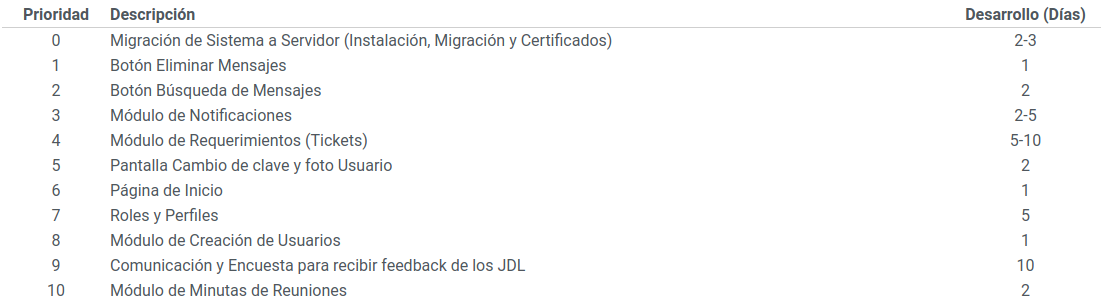 Prioridad Descripción Desarrollo (Días)
0 Migración de Sistema a Servidor (Instalación, Migración y Certificados) 2-3
1 Botón Eliminar Mensajes 1
2 Botón Búsqueda de Mensajes 2
3 Módulo de Notificaciones 2-5
4 Módulo de Requerimientos (Tickets) 5-10
5 Pantalla Cambio de clave y foto Usuario 2
6 Página de Inicio 1
7 Roles y Perfiles 5
8 Módulo de Creación de Usuarios 1
9 Comunicación y Encuesta para recibir feedback de los JDL 10
10 Módulo de Minutas de Reuniones 2